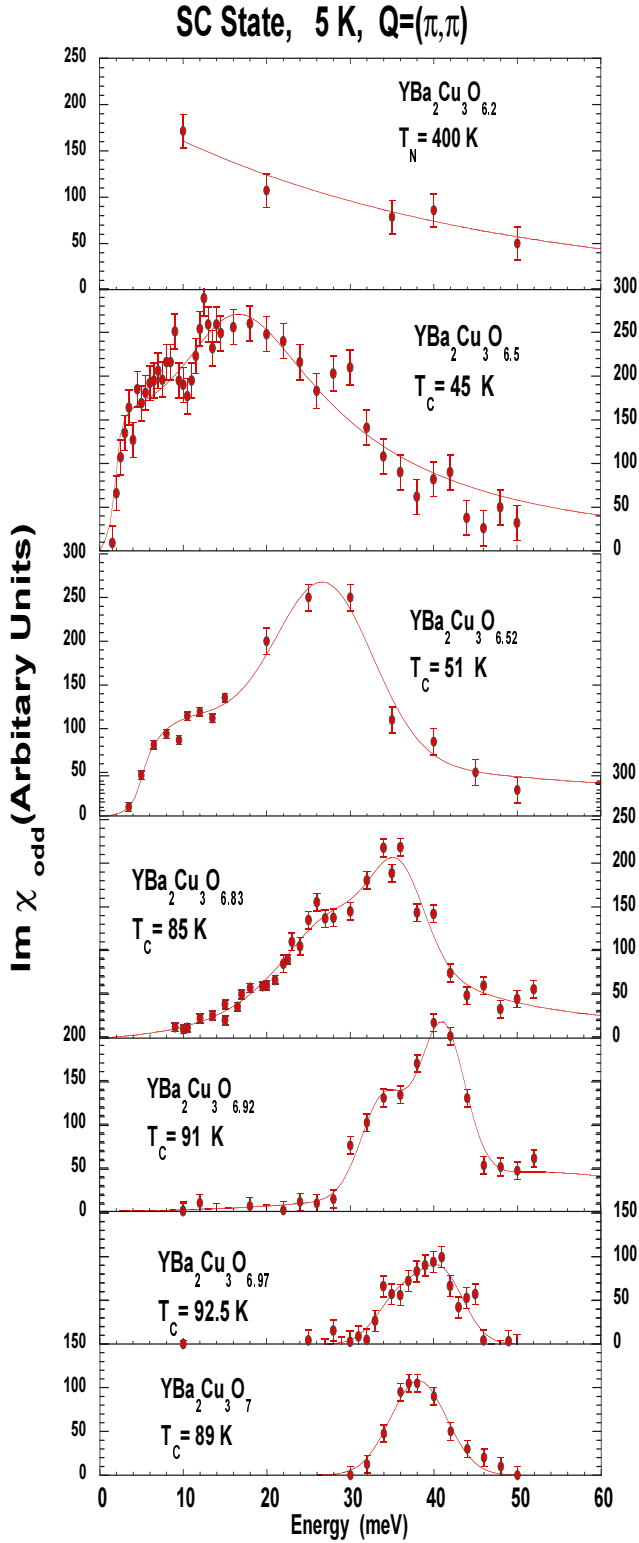 SC State, 5 K, Q=(π,π)
250
200
150
100
50
0
YBa2Cu3O6.2
TN= 400 K
300
250
200
150
100
50
0
YBa2Cu3O6.5
TC= 45 K
300
250
200
150
100
50
0
YBa2Cu3O6.52
TC= 51 K
300
250
200
150
100
50
0
YBa2Cu3O6.83
TC= 85 K
200
150
100
50
0
YBa2Cu3O6.92
TC= 91 K
150
100
50
0
YBa2Cu3O6.97
TC= 92.5 K
150
100
50
0
YBa2Cu3O7
TC= 89 K
0 10 20 30 40 50 60
Energy (meV)
Im χ odd(Arbitary Units)